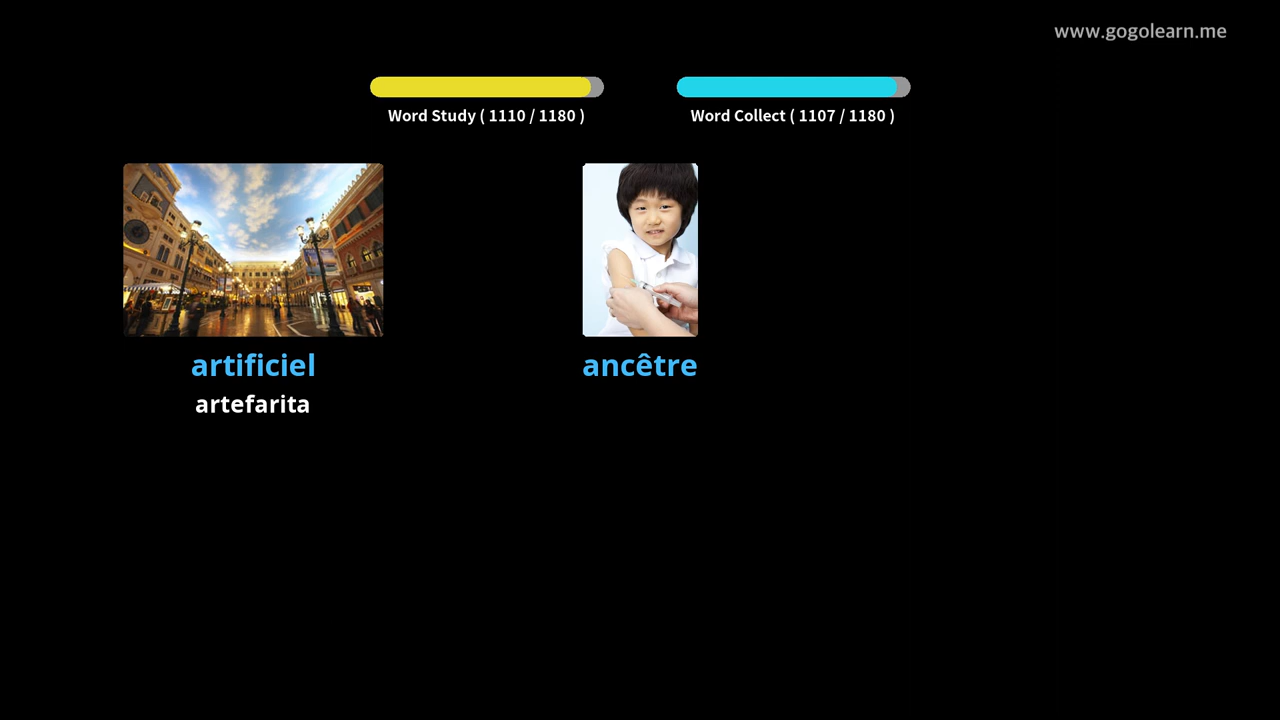 www.gogolearn.me
Word Study ( 1110 / 1180 )
Word Collect ( 1107 / 1180 )
artificiel
ancêtre
artefarita